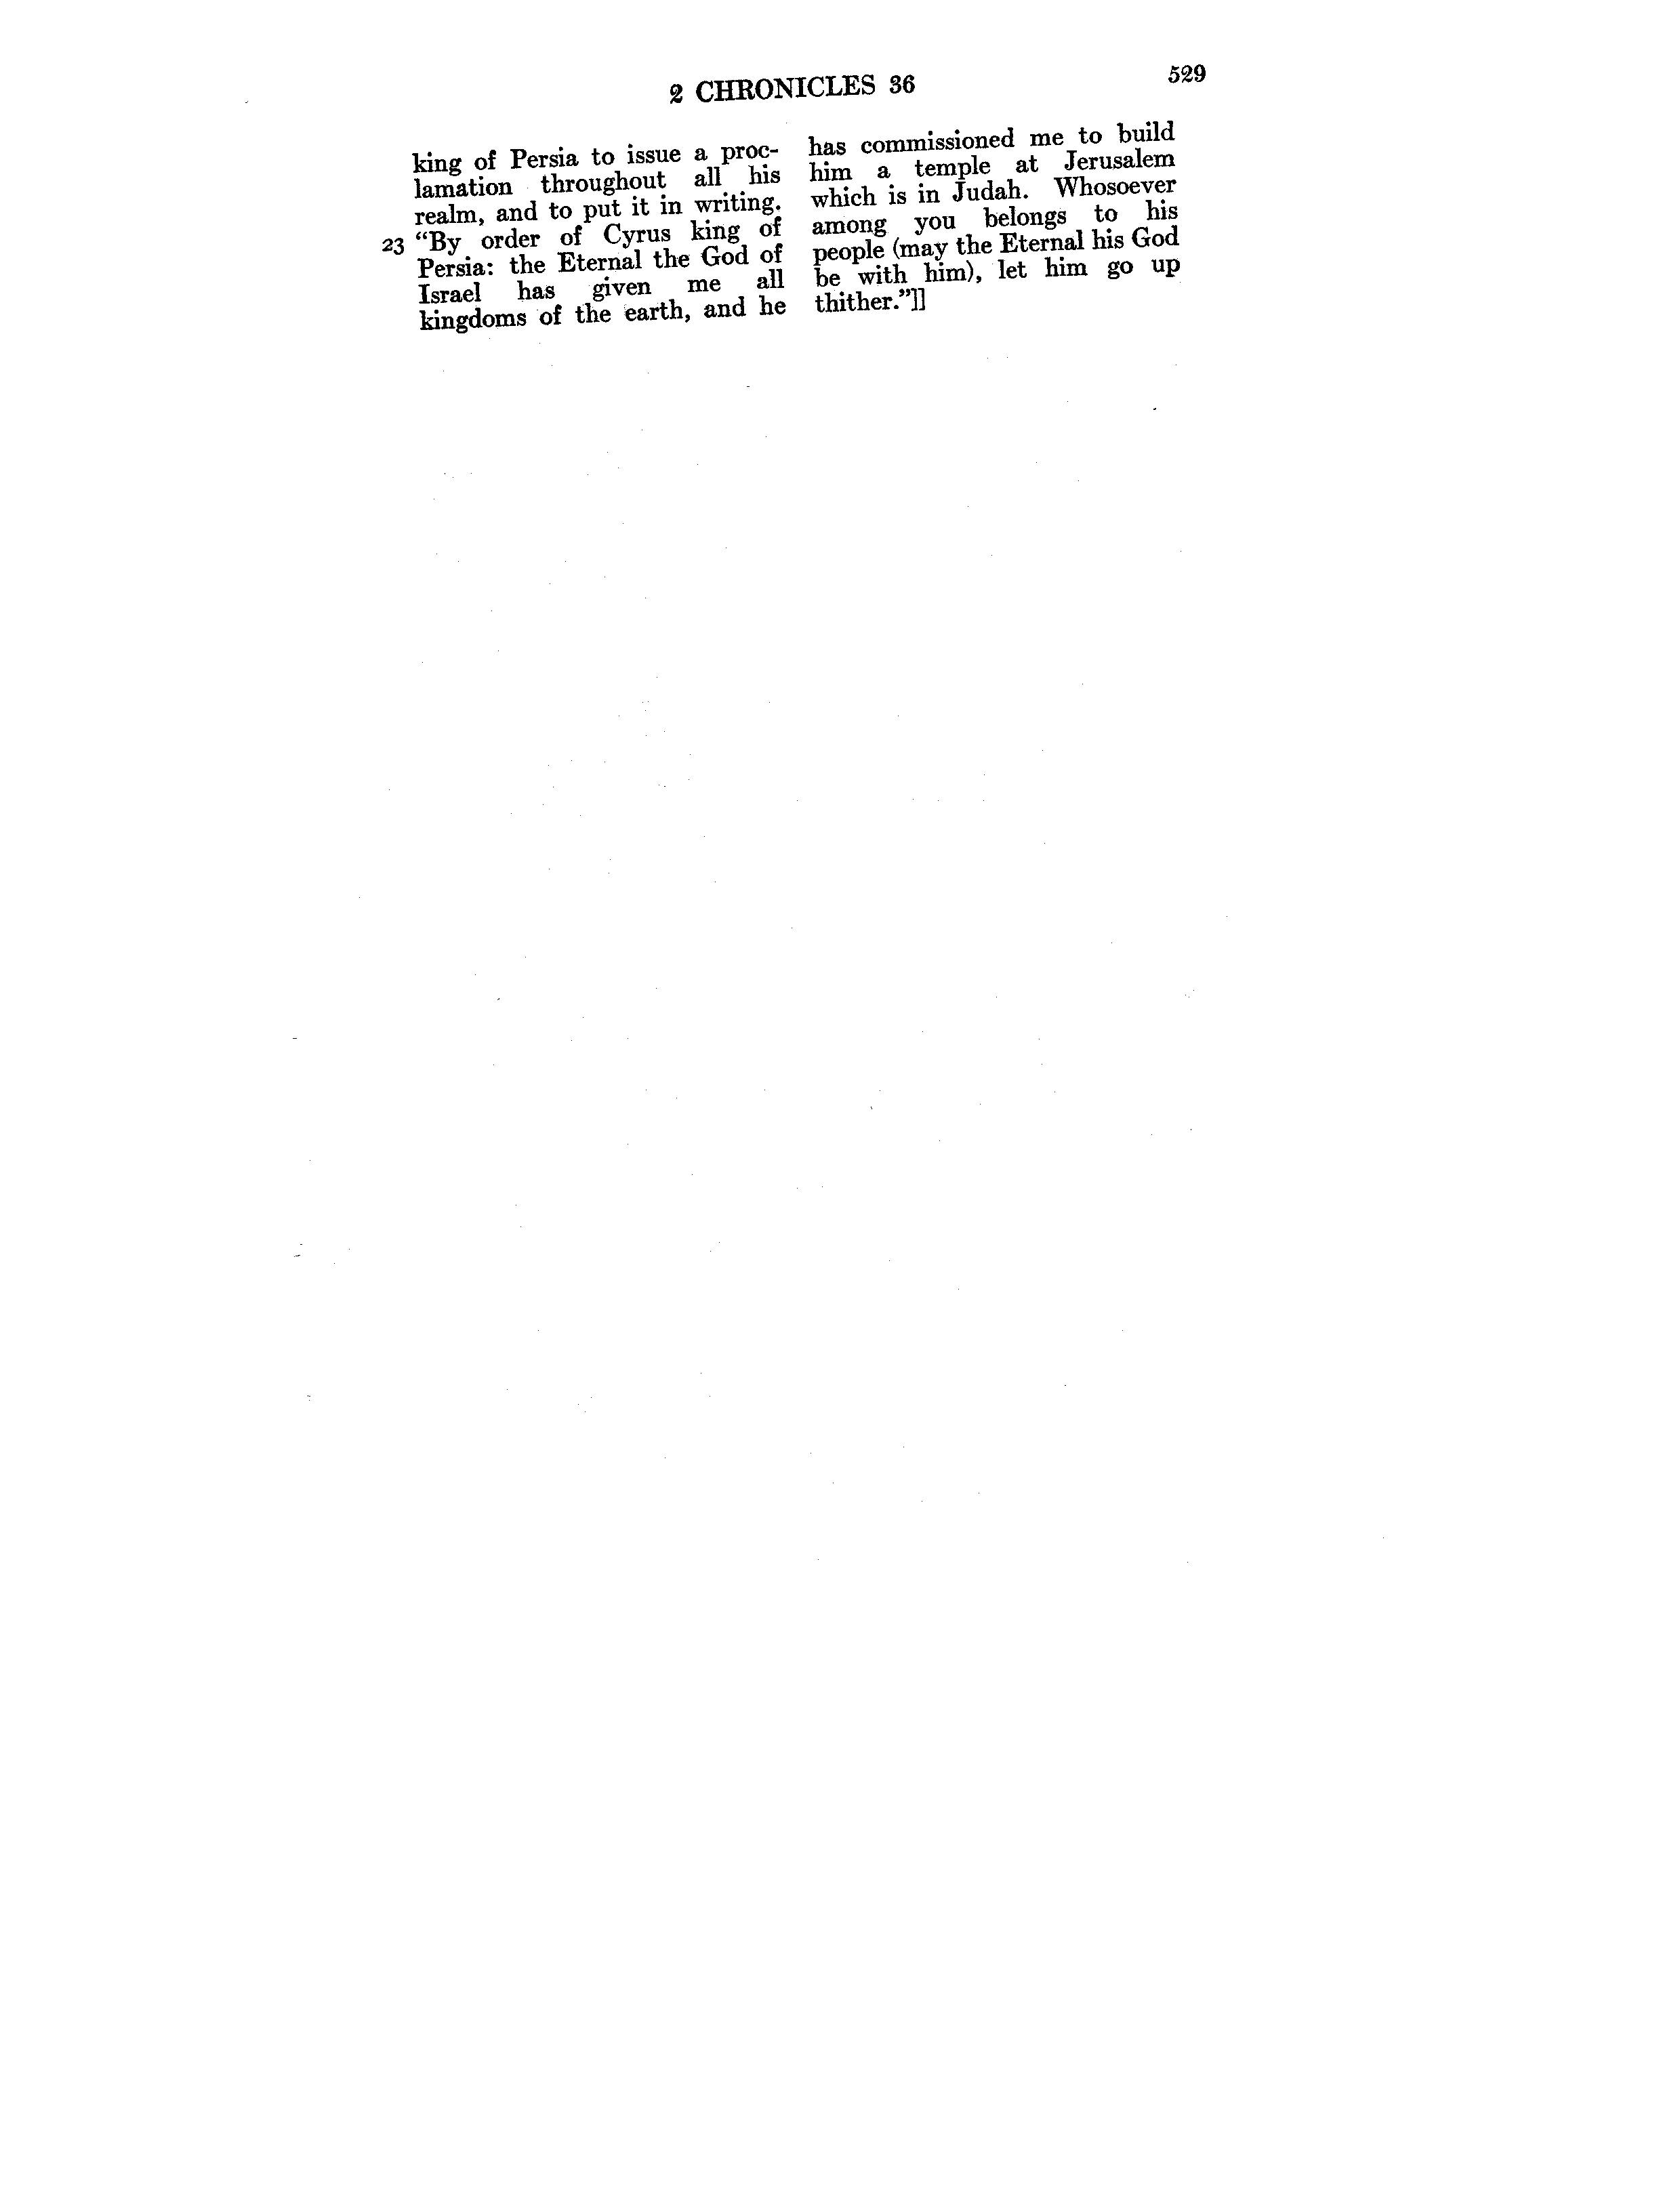 2 CHRONICLES 36
529
king of Persia to issue a proc-
lamation throughout all his
realm, and to put it in writing.
23 “By order of Cyrus king of
Persia: the Eternal the God of
Israel has given me all
kingdoms of the earth, and he
has commissioned me to build
him a temple at Jerusalem
which is in Judah. Whosoever
among you belongs to his
people (may the Eternal his God
be with him), let him go up
thither.”]]